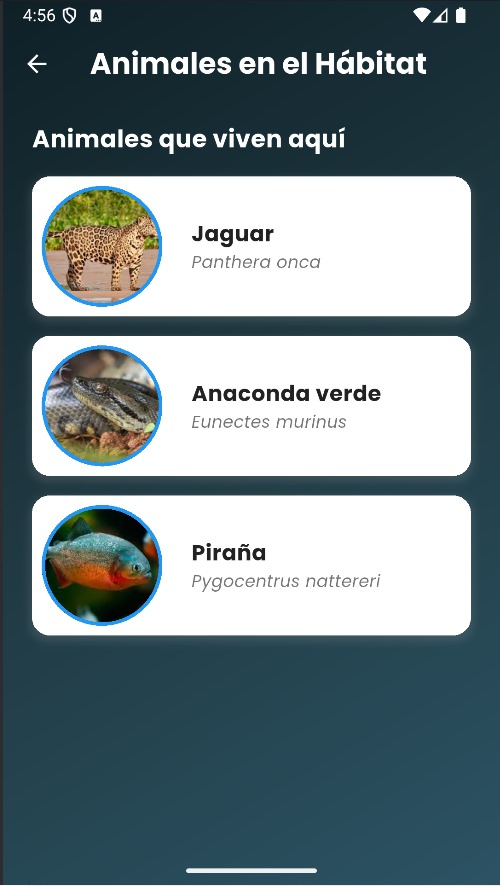 4:56
Animales en el Hábitat
Animales que viven aquí
Jaguar
Panthera onca
Anaconda verde
Eunectes murinus
Piraña
Pygocentrus nattereri